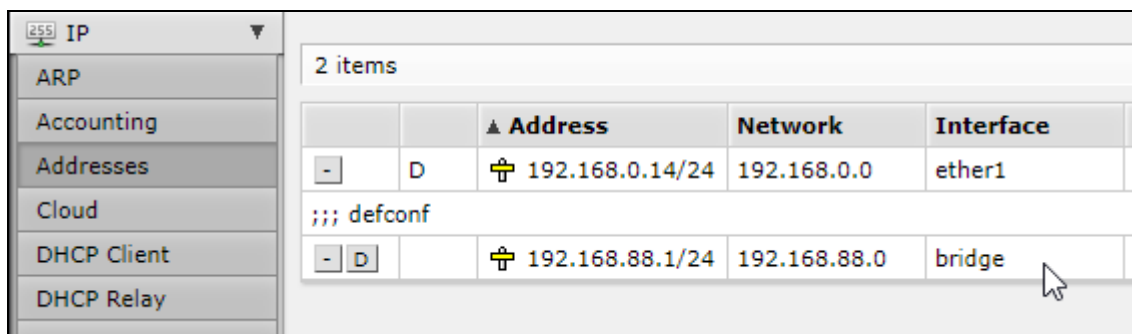 255 IP ▼
ARP
Accounting
Addresses
Cloud
DHCP Client
DHCP Relay
2 items
▲ Address Network Interface
- D 192.168.0.14/24 192.168.0.0 ether1
;;; defconf
- D 192.168.88.1/24 192.168.88.0 bridge